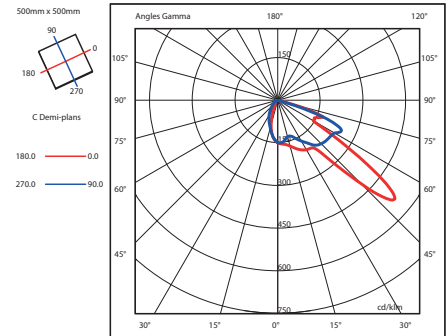 500mm x 500mm
90
0
180
270
C Demi-plans
180.0 0.0
270.0 90.0
Angles Gamma 180° 120°
105° 150 105°
90° 90°
75° 150 75°
60° 300 60°
45° 450 45°
600
750 cd/klm
30° 15° 0° 15° 30°